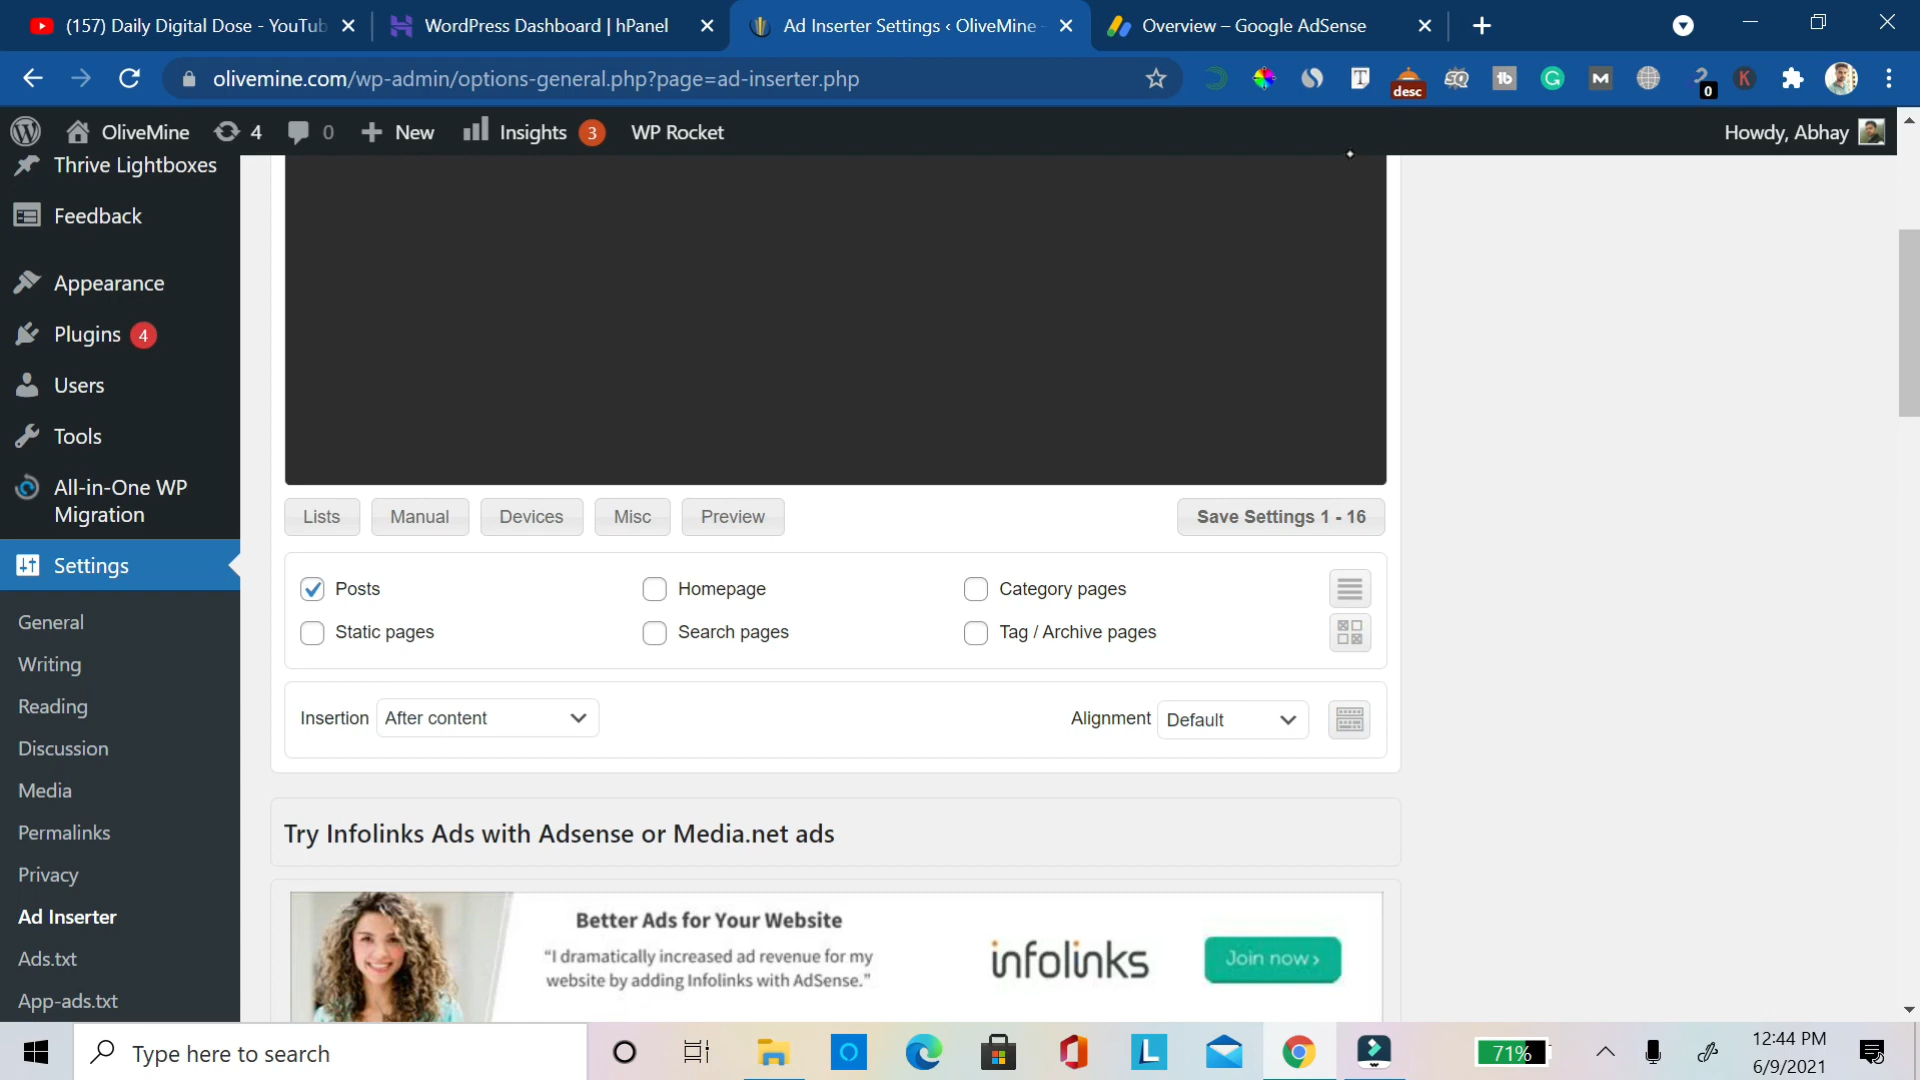 (157) Daily Digital Dose - YouTub
WordPress Dashboard | hPanel
Ad Inserter Settings ‹ OliveMine -
Overview – Google AdSense
olivemine.com/wp-admin/options-general.php?page=ad-inserter.php
desc
SQ
tb
G
M
0
K
OliveMine
4
0
New
Insights 3
WP Rocket
Howdy, Abhay
Thrive Lightboxes
Feedback
Appearance
Plugins 4
Users
Tools
All-in-One WP
Migration
Settings
General
Writing
Reading
Discussion
Media
Permalinks
Privacy
Ad Inserter
Ads.txt
App-ads.txt
Lists
Manual
Devices
Misc
Preview
Save Settings 1 - 16
Posts
Homepage
Category pages
Static pages
Search pages
Tag / Archive pages
Insertion
After content
Alignment
Default
Try Infolinks Ads with Adsense or Media.net ads
Better Ads for Your Website
“I dramatically increased ad revenue for my
website by adding Infolinks with AdSense.”
infolinks
Join now ›
Type here to search
L
71%
12:44 PM
6/9/2021